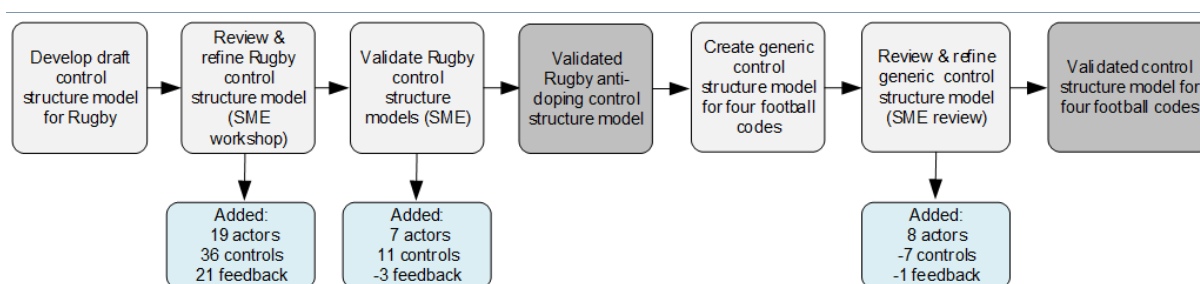 Develop draft
control
structure model
for Rugby
Review &
refine Rugby
control
structure model
(SME
workshop)
Validate Rugby
control
structure
models (SME)
Validated
Rugby anti-
doping control
structure model
Create generic
control
structure model
for four football
codes
Review & refine
generic control
structure model
(SME review)
Validated control
structure model for
four football codes
Added:
19 actors
36 controls
21 feedback
Added:
7 actors
11 controls
-3 feedback
Added:
8 actors
-7 controls
-1 feedback